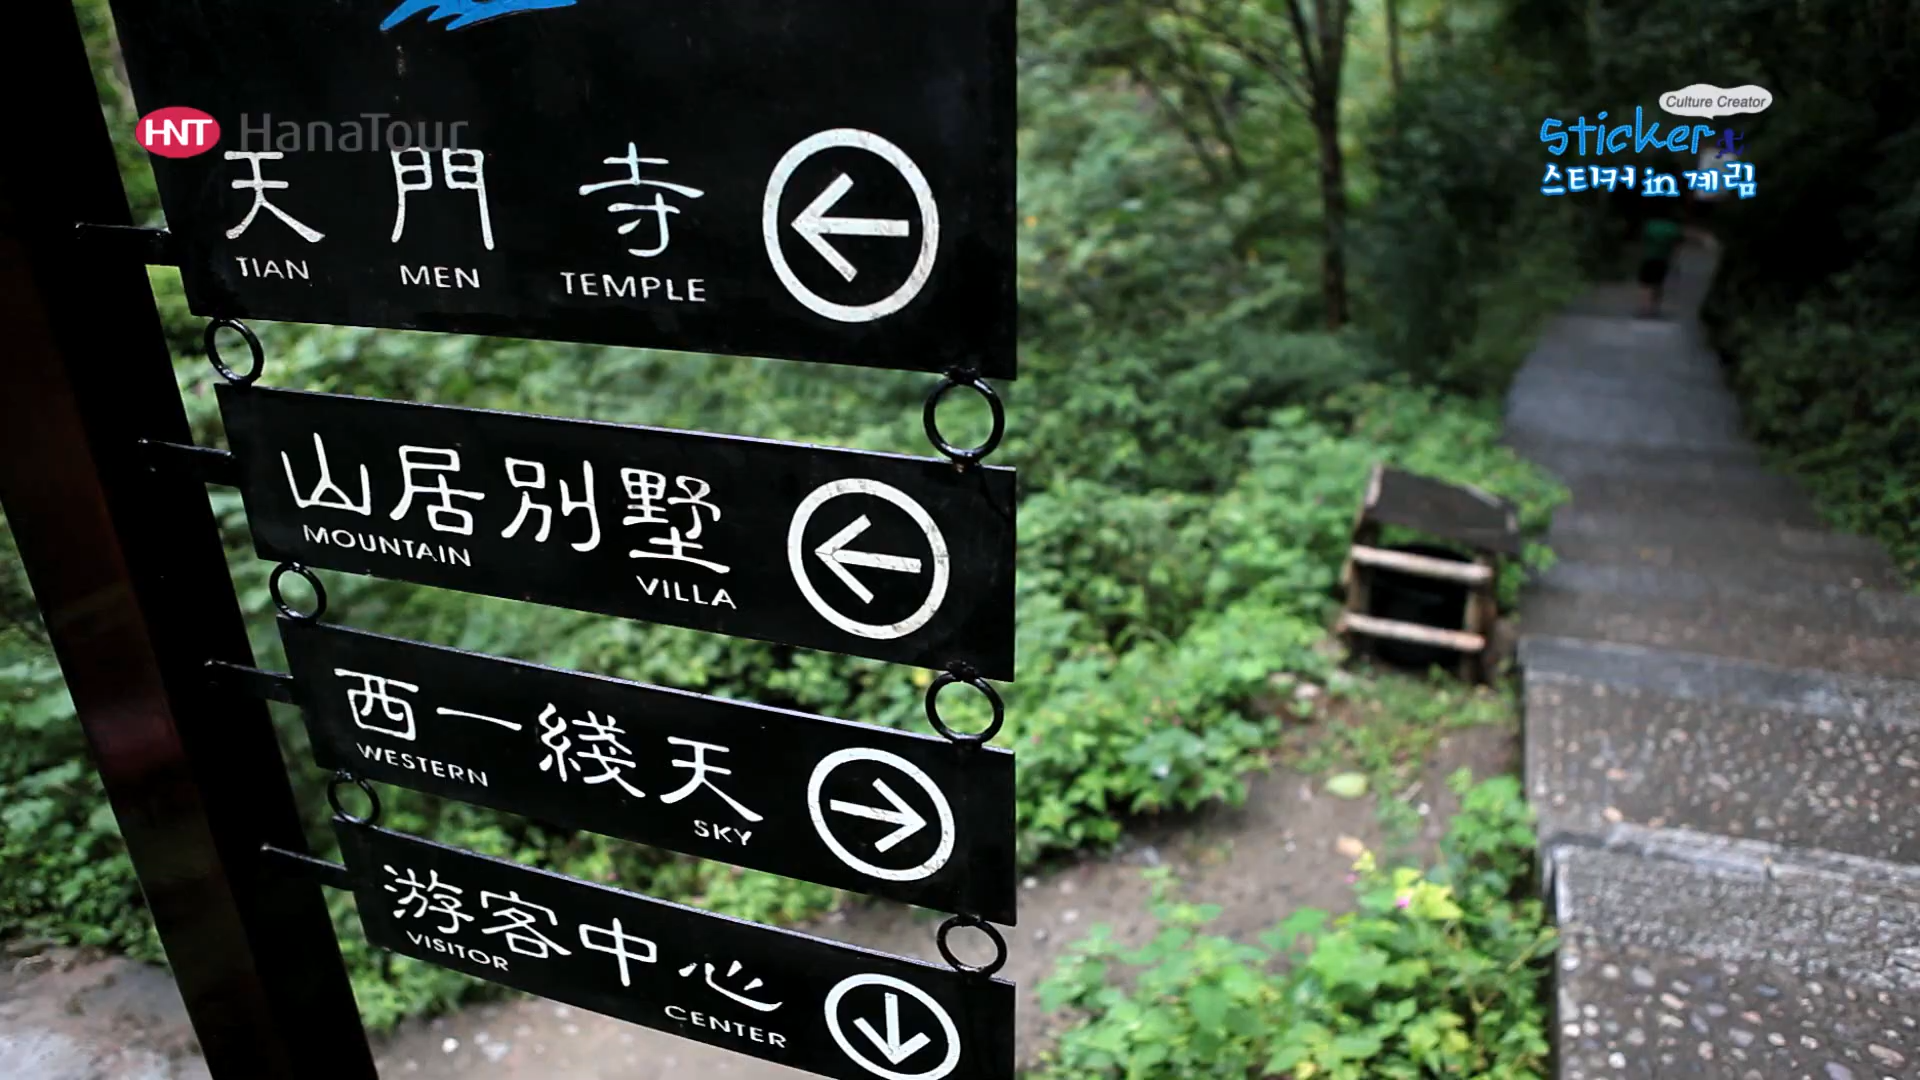 HNT HanaTour
Culture Creator
Sticker
스티커 in 계림
天門寺
TIAN MEN TEMPLE
山居別墅
MOUNTAIN VILLA
西一綫天
WESTERN SKY
游客中心
VISITOR CENTER